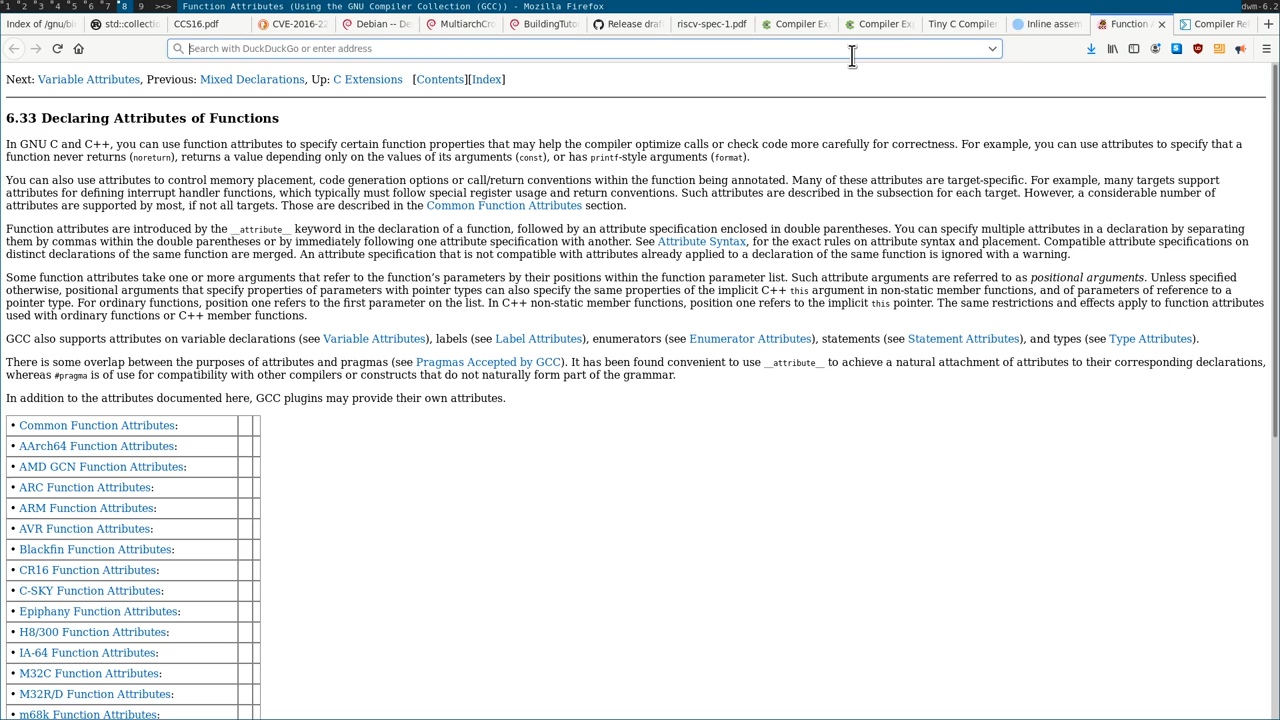 1 2 3 4 5 6 7 8 9 ><> Function Attributes (Using the GNU Compiler Collection (GCC)) - Mozilla Firefox dwm-6.2
Index of /gnu/ std::collecti CCS16.pdf CVE-2016-22 Debian -- De MultiarchCro BuildingTuto Release draf riscv-spec-1.pdf Compiler Ex Compiler Ex Tiny C Compiler Inline assem Function A Compiler Re
Search with DuckDuckGo or enter address
Next: Variable Attributes, Previous: Mixed Declarations, Up: C Extensions [Contents][Index]
6.33 Declaring Attributes of Functions
In GNU C and C++, you can use function attributes to specify certain function properties that may help the compiler optimize calls or check code more carefully for correctness. For example, you can use attributes to specify that a
function never returns (noreturn), returns a value depending only on the values of its arguments (const), or has printf-style arguments (format).
You can also use attributes to control memory placement, code generation options or call/return conventions within the function being annotated. Many of these attributes are target-specific. For example, many targets support
attributes for defining interrupt handler functions, which typically must follow special register usage and return conventions. Such attributes are described in the subsection for each target. However, a considerable number of
attributes are supported by most, if not all targets. Those are described in the Common Function Attributes section.
Function attributes are introduced by the __attribute__ keyword in the declaration of a function, followed by an attribute specification enclosed in double parentheses. You can specify multiple attributes in a declaration by separating
them by commas within the double parentheses or by immediately following one attribute specification with another. See Attribute Syntax, for the exact rules on attribute syntax and placement. Compatible attribute specifications on
distinct declarations of the same function are merged. An attribute specification that is not compatible with attributes already applied to a declaration of the same function is ignored with a warning.
Some function attributes take one or more arguments that refer to the function’s parameters by their positions within the function parameter list. Such attribute arguments are referred to as positional arguments. Unless specified
otherwise, positional arguments that specify properties of parameters with pointer types can also specify the same properties of the implicit C++ this argument in non-static member functions, and of parameters of reference to a
pointer type. For ordinary functions, position one refers to the first parameter on the list. In C++ non-static member functions, position one refers to the implicit this pointer. The same restrictions and effects apply to function attributes
used with ordinary functions or C++ member functions.
GCC also supports attributes on variable declarations (see Variable Attributes), labels (see Label Attributes), enumerators (see Enumerator Attributes), statements (see Statement Attributes), and types (see Type Attributes).
There is some overlap between the purposes of attributes and pragmas (see Pragmas Accepted by GCC). It has been found convenient to use __attribute__ to achieve a natural attachment of attributes to their corresponding declarations,
whereas #pragma is of use for compatibility with other compilers or constructs that do not naturally form part of the grammar.
In addition to the attributes documented here, GCC plugins may provide their own attributes.
• Common Function Attributes:
• AArch64 Function Attributes:
• AMD GCN Function Attributes:
• ARC Function Attributes:
• ARM Function Attributes:
• AVR Function Attributes:
• Blackfin Function Attributes:
• CR16 Function Attributes:
• C-SKY Function Attributes:
• Epiphany Function Attributes:
• H8/300 Function Attributes:
• IA-64 Function Attributes:
• M32C Function Attributes:
• M32R/D Function Attributes:
• m68k Function Attributes: